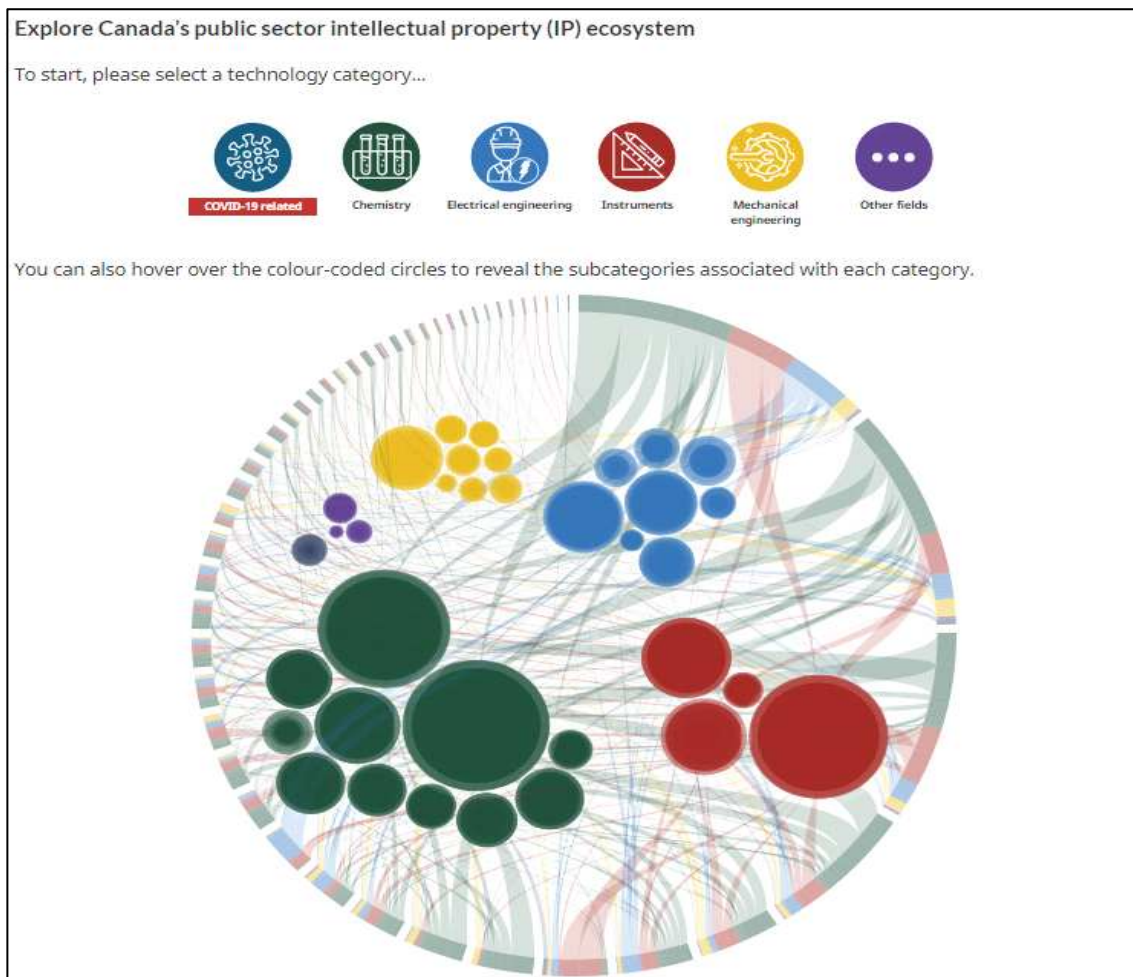 Explore Canada’s public sector intellectual property (IP) ecosystem
To start, please select a technology category...
COVID-19 related
Chemistry
Electrical engineering
Instruments
Mechanical
engineering
Other fields
You can also hover over the colour-coded circles to reveal the subcategories associated with each category.